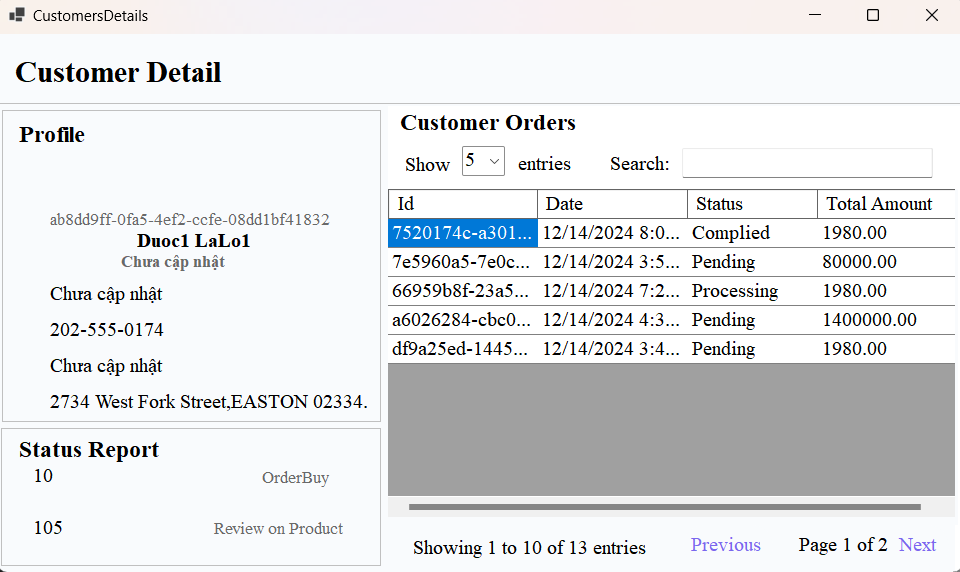 CustomersDetails
Customer Detail
Profile
ab8dd9ff-0fa5-4ef2-ccfe-08dd1bf41832
Duoc1 LaLo1
Chưa cập nhật
Chưa cập nhật
202-555-0174
Chưa cập nhật
2734 West Fork Street,EASTON 02334.
Status Report
10 OrderBuy
105 Review on Product
Customer Orders
Show 5 entries Search:
Id Date Status Total Amount
7520174c-a301... 12/14/2024 8:0... Complied 1980.00
7e5960a5-7e0c... 12/14/2024 3:5... Pending 80000.00
66959b8f-23a5... 12/14/2024 7:2... Processing 1980.00
a6026284-cbc0... 12/14/2024 4:3... Pending 1400000.00
df9a25ed-1445... 12/14/2024 3:4... Pending 1980.00
Showing 1 to 10 of 13 entries Previous Page 1 of 2 Next